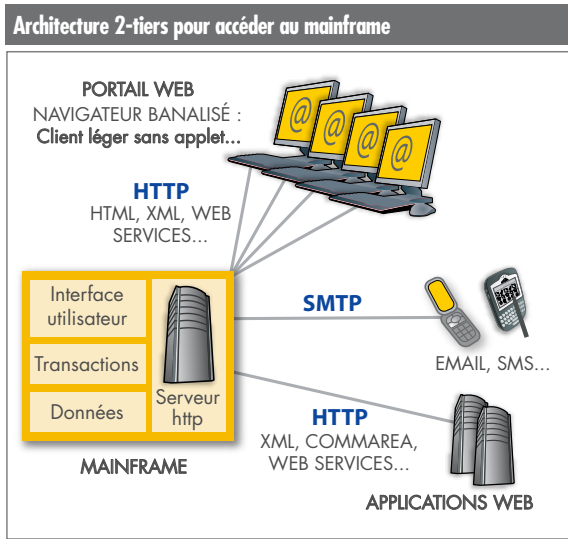 Architecture 2-tiers pour accéder au mainframe
PORTAIL WEB
NAVIGATEUR BANALISÉ :
Client léger sans applet...
@ @ @ @
HTTP
HTML, XML, WEB
SERVICES...
Interface
utilisateur
Transactions
Données
Serveur
http
MAINFRAME
SMTP
EMAIL, SMS...
HTTP
XML, COMMAREA,
WEB SERVICES...
APPLICATIONS WEB